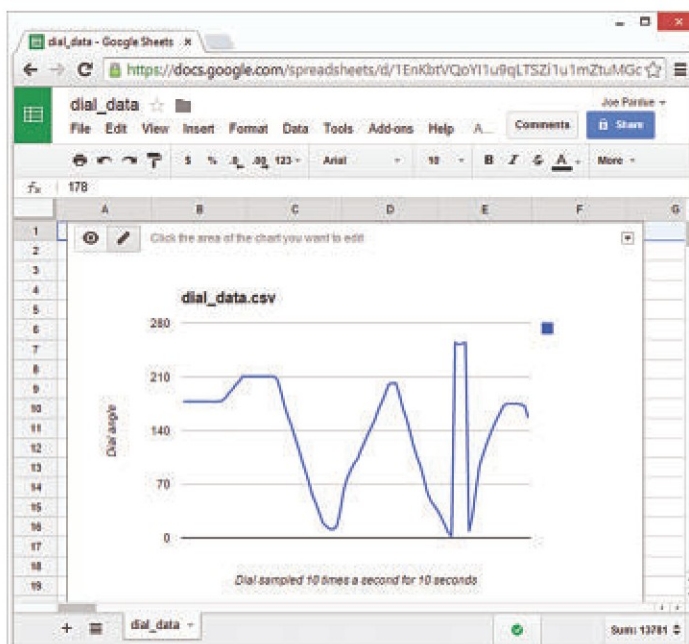 dial_data - Google Sheets ×
https://docs.google.com/spreadsheets/d/1EnKbtVQoYI1u9qLTSZi1u1mZtuMGc
dial_data
Joe Pardue
File Edit View Insert Format Data Tools Add-ons Help A...
Comments
Share
$ % .0 .00 123 Arial 10 B I S A More
fx 178
A B C D E F G
1
Click the area of the chart you want to edit
2
3
4
5
6
7
8
9
10
11
12
13
14
15
16
17
18
19
dial_data.csv
280
210
140
70
0
Dial angle
Dial sampled 10 times a second for 10 seconds
+ dial_data
Sum: 13781